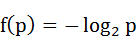 f(p) = −log₂ p